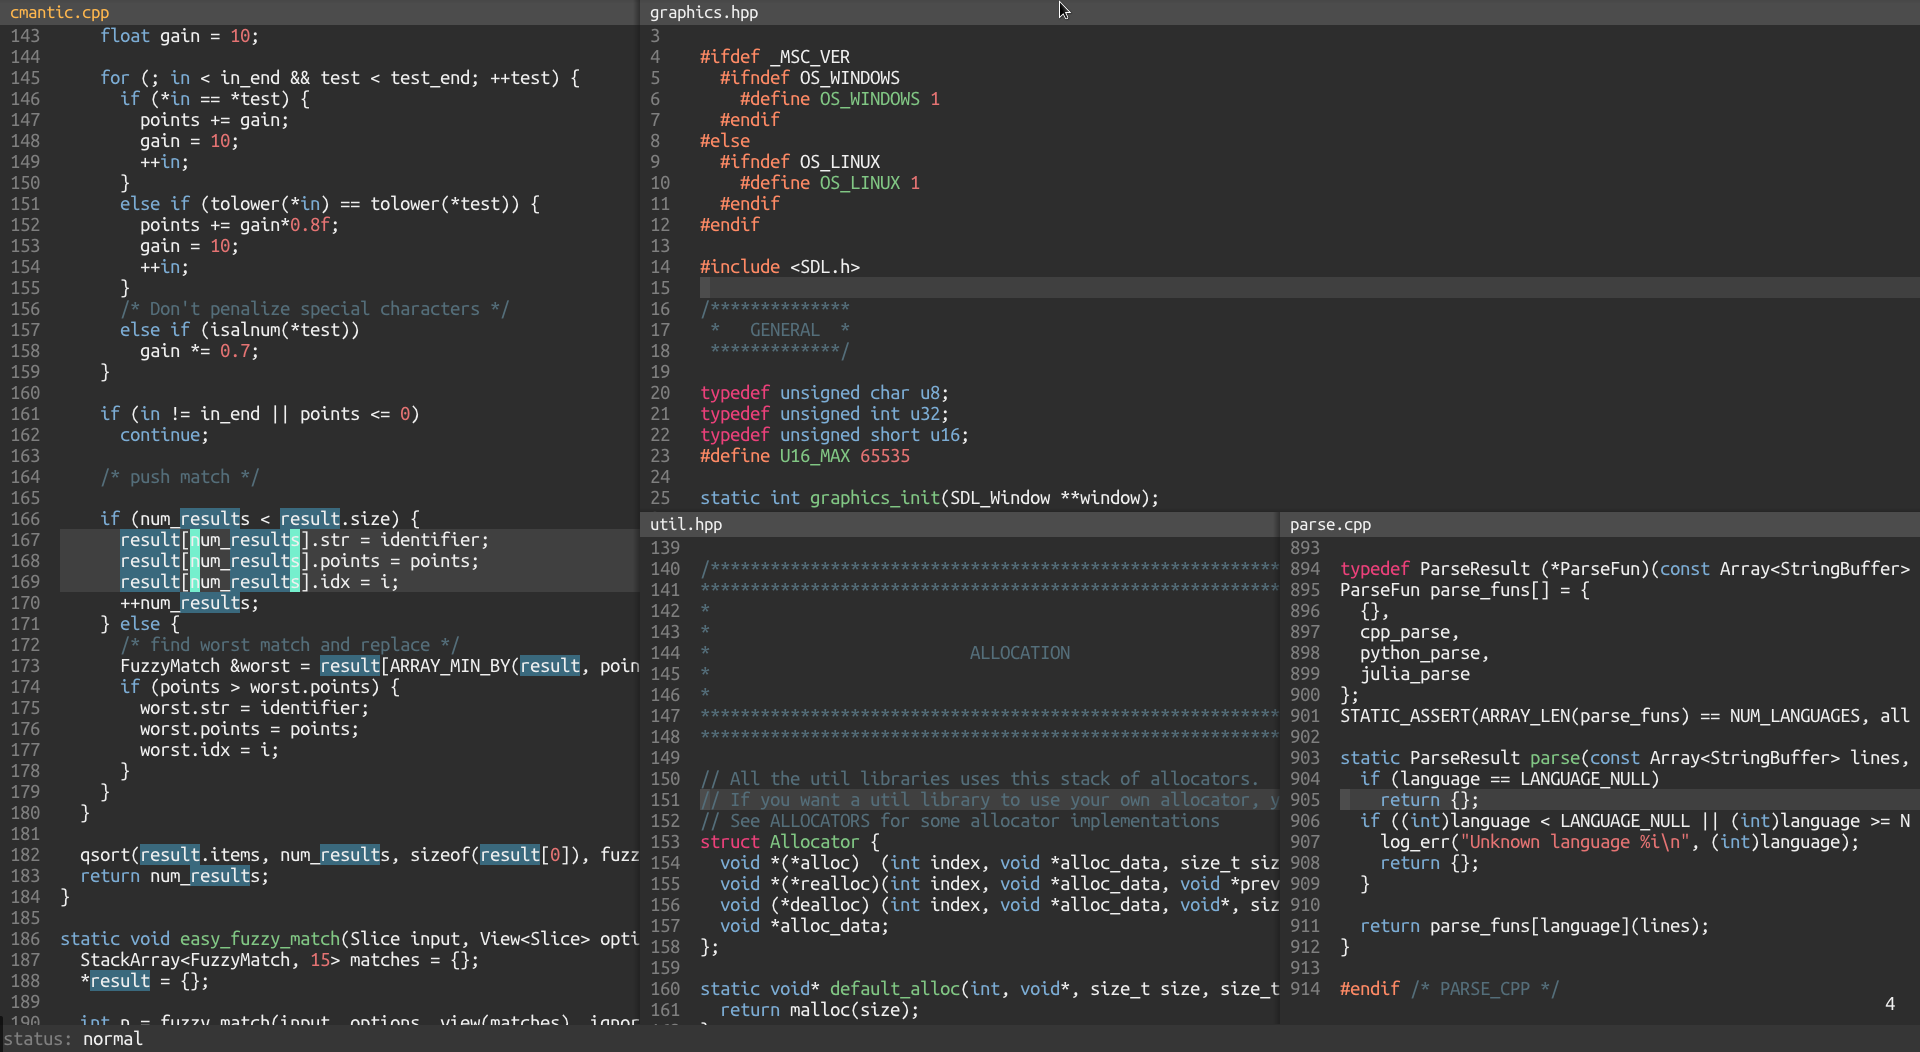 cmantic.cpp
143 float gain = 10;
144
145 for (; in < in_end && test < test_end; ++test) {
146 if (*in == *test) {
147 points += gain;
148 gain = 10;
149 ++in;
150 }
151 else if (tolower(*in) == tolower(*test)) {
152 points += gain*0.8f;
153 gain = 10;
154 ++in;
155 }
156 /* Don't penalize special characters */
157 else if (isalnum(*test))
158 gain *= 0.7;
159 }
160
161 if (in != in_end || points <= 0)
162 continue;
163
164 /* push match */
165
166 if (num_results < result.size) {
167 result[num_results].str = identifier;
168 result[num_results].points = points;
169 result[num_results].idx = i;
170 ++num_results;
171 } else {
172 /* find worst match and replace */
173 FuzzyMatch &worst = result[ARRAY_MIN_BY(result, poin
174 if (points > worst.points) {
175 worst.str = identifier;
176 worst.points = points;
177 worst.idx = i;
178 }
179 }
180 }
181
182 qsort(result.items, num_results, sizeof(result[0]), fuzz
183 return num_results;
184 }
185
186 static void easy_fuzzy_match(Slice input, View<Slice> opti
187 StackArray<FuzzyMatch, 15> matches = {};
188 *result = {};
189
190 int n = fuzzy_match(input, options, view(matches), ignor
graphics.hpp
3
4 #ifdef _MSC_VER
5 #ifndef OS_WINDOWS
6 #define OS_WINDOWS 1
7 #endif
8 #else
9 #ifndef OS_LINUX
10 #define OS_LINUX 1
11 #endif
12 #endif
13
14 #include <SDL.h>
15
16 /**************
17 * GENERAL *
18 *************/
19
20 typedef unsigned char u8;
21 typedef unsigned int u32;
22 typedef unsigned short u16;
23 #define U16_MAX 65535
24
25 static int graphics_init(SDL_Window **window);
util.hpp
139
140 /*********************************************************
141 **********************************************************
142 *
143 *
144 * ALLOCATION
145 *
146 *
147 **********************************************************
148 **********************************************************
149
150 // All the util libraries uses this stack of allocators.
151 // If you want a util library to use your own allocator, y
152 // See ALLOCATORS for some allocator implementations
153 struct Allocator {
154 void *(*alloc) (int index, void *alloc_data, size_t siz
155 void *(*realloc)(int index, void *alloc_data, void *prev
156 void (*dealloc) (int index, void *alloc_data, void*, siz
157 void *alloc_data;
158 };
159
160 static void* default_alloc(int, void*, size_t size, size_t
161 return malloc(size);
parse.cpp
893
894 typedef ParseResult (*ParseFun)(const Array<StringBuffer>
895 ParseFun parse_funs[] = {
896 {},
897 cpp_parse,
898 python_parse,
899 julia_parse
900 };
901 STATIC_ASSERT(ARRAY_LEN(parse_funs) == NUM_LANGUAGES, all
902
903 static ParseResult parse(const Array<StringBuffer> lines,
904 if (language == LANGUAGE_NULL)
905 return {};
906 if ((int)language < LANGUAGE_NULL || (int)language >= N
907 log_err("Unknown language %i\n", (int)language);
908 return {};
909 }
910
911 return parse_funs[language](lines);
912 }
913
914 #endif /* PARSE_CPP */
4
status: normal